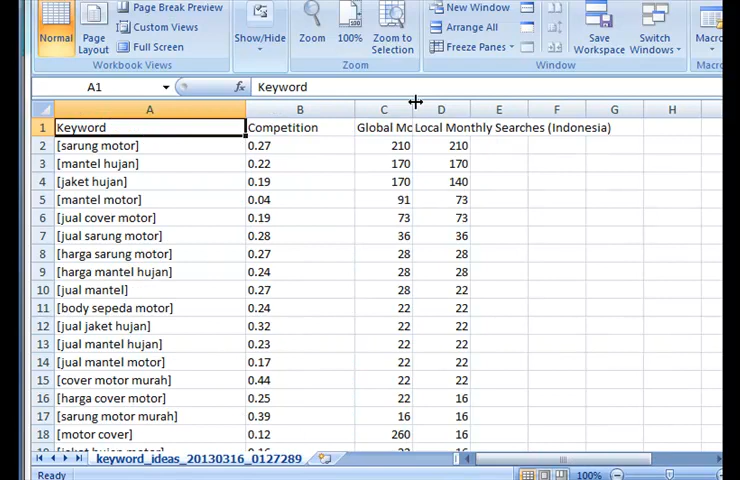 Normal
Page
Layout
Page Break Preview
Custom Views
Full Screen
Workbook Views
Show/Hide
Zoom
100%
Zoom to
Selection
Zoom
New Window
Arrange All
Freeze Panes
Save
Workspace
Switch
Windows
Window
A1
fx
Keyword
A B C D E F G H
1 Keyword Competition Global Mo Local Monthly Searches (Indonesia)
2 [sarung motor] 0.27 210 210
3 [mantel hujan] 0.22 170 170
4 [jaket hujan] 0.19 170 140
5 [mantel motor] 0.04 91 73
6 [jual cover motor] 0.19 73 73
7 [jual sarung motor] 0.28 36 36
8 [harga sarung motor] 0.27 28 28
9 [harga mantel hujan] 0.24 28 28
10 [jual mantel] 0.27 28 22
11 [body sepeda motor] 0.24 22 22
12 [jual jaket hujan] 0.32 22 22
13 [jual mantel hujan] 0.23 22 22
14 [jual mantel motor] 0.17 22 22
15 [cover motor murah] 0.44 22 22
16 [harga cover motor] 0.25 22 16
17 [sarung motor murah] 0.39 16 16
18 [motor cover] 0.12 260 16
keyword_ideas_20130316_0127289
Ready
100%